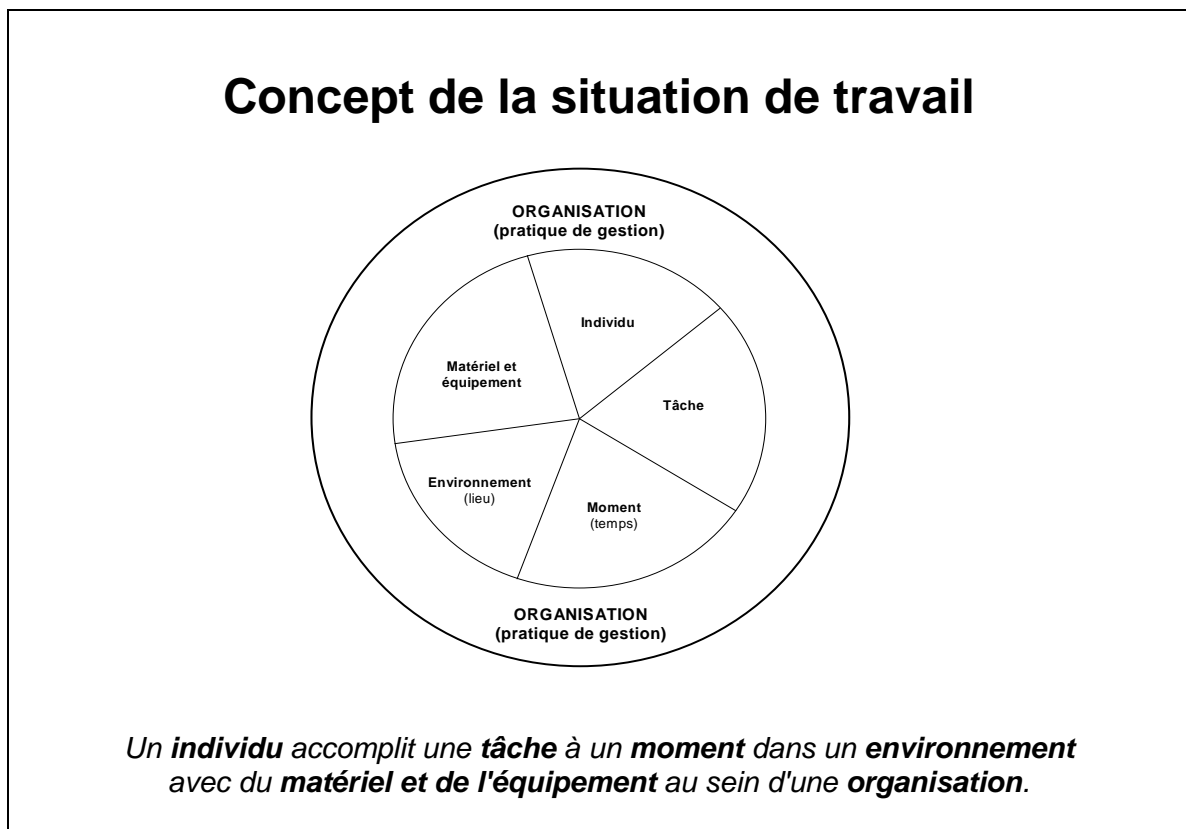 Concept de la situation de travail
ORGANISATION
(pratique de gestion)
Individu
Matériel et
équipement
Tâche
Environnement
(lieu)
Moment
(temps)
ORGANISATION
(pratique de gestion)
Un individu accomplit une tâche à un moment dans un environnement
avec du matériel et de l'équipement au sein d'une organisation.